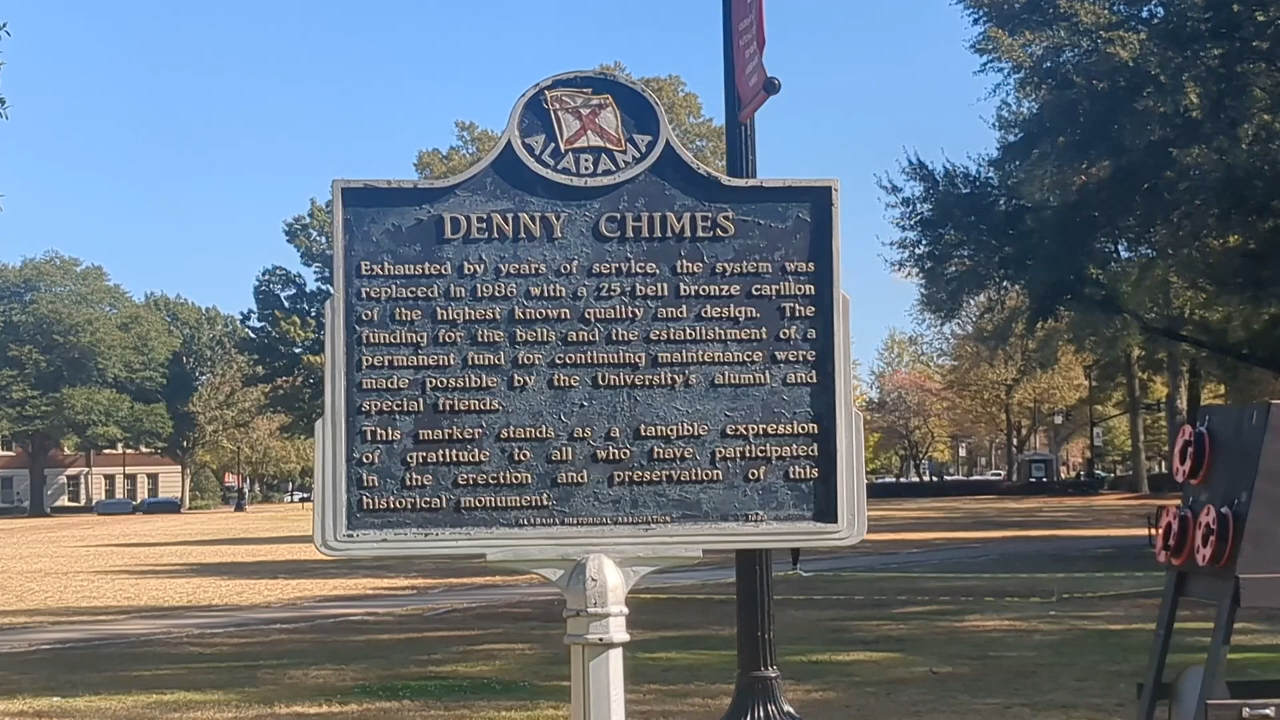 ALABAMA
DENNY CHIMES
Exhausted by years of service, the system was
replaced in 1986 with a 25-bell bronze carillon
of the highest known quality and design. The
funding for the bells and the establishment of a
permanent fund for continuing maintenance were
made possible by the University's alumni and
special friends.
This marker stands as a tangible expression
of gratitude to all who have participated
in the erection and preservation of this
historical monument.
ALABAMA HISTORICAL ASSOCIATION